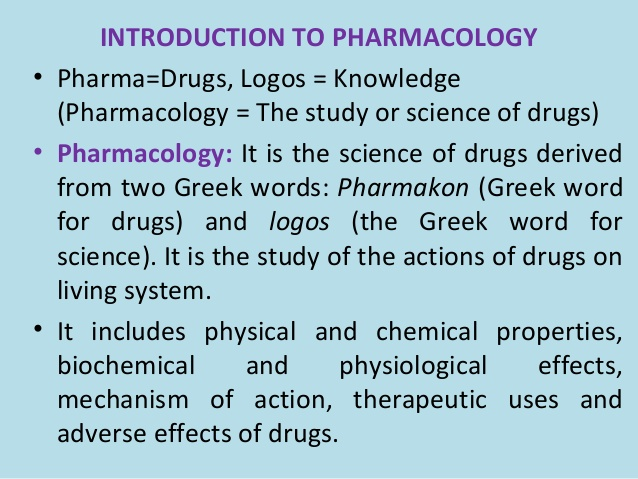 INTRODUCTION TO PHARMACOLOGY
• Pharma=Drugs, Logos = Knowledge
(Pharmacology = The study or science of drugs)
• Pharmacology: It is the science of drugs derived
from two Greek words: Pharmakon (Greek word
for drugs) and logos (the Greek word for
science). It is the study of the actions of drugs on
living system.
• It includes physical and chemical properties,
biochemical and physiological effects,
mechanism of action, therapeutic uses and
adverse effects of drugs.